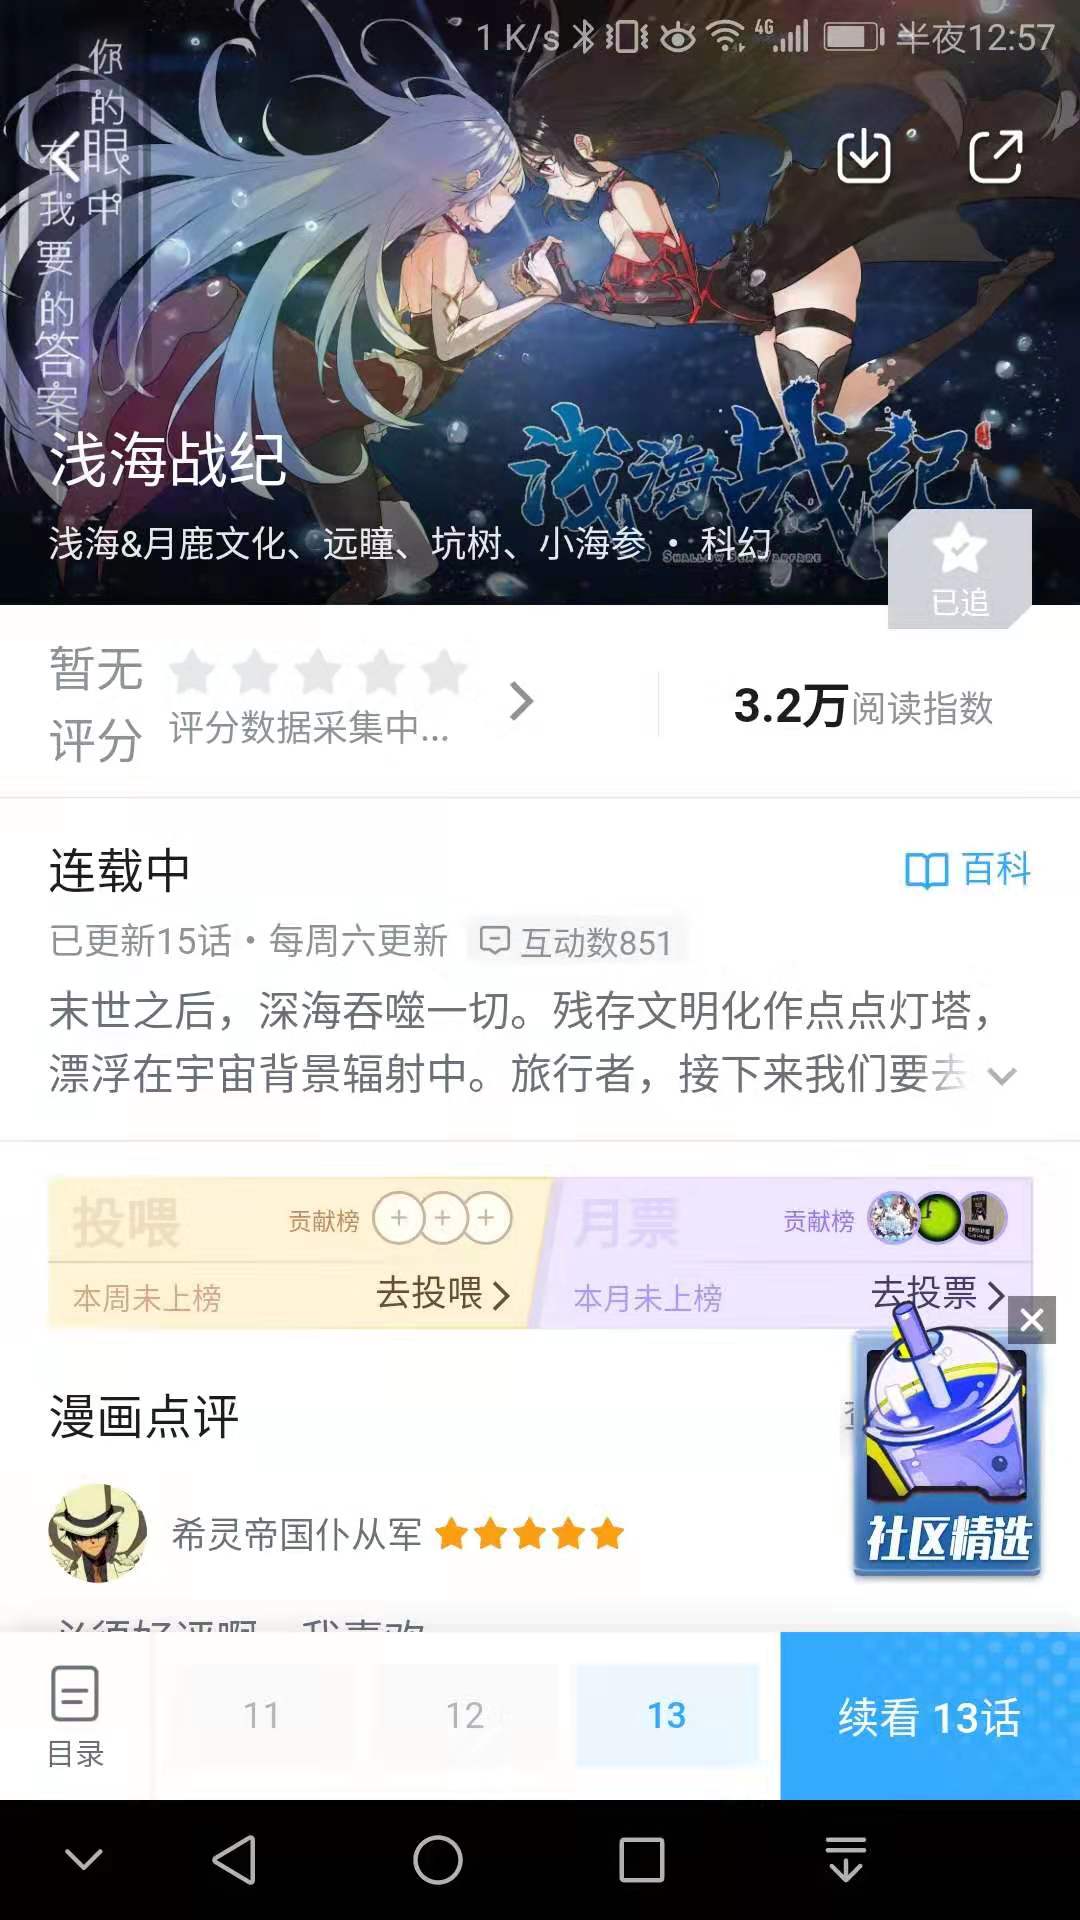 1 K/s 4G 半夜12:57
你的眼中
有我要的答案
浅海战纪
浅海战纪
SHALLOW SEA WARFARE
浅海&月鹿文化、远瞳、坑树、小海参 · 科幻
已追
暂无评分
评分数据采集中...
3.2万阅读指数
连载中
百科
已更新15话 · 每周六更新
互动数851
末世之后，深海吞噬一切。残存文明化作点点灯塔，
漂浮在宇宙背景辐射中。旅行者，接下来我们要去
投喂
贡献榜
本周未上榜
去投喂
月票
贡献榜
本月未上榜
去投票
漫画点评
社区精选
希灵帝国仆从军
必须好评啊，我喜欢
目录
11
12
13
续看 13话